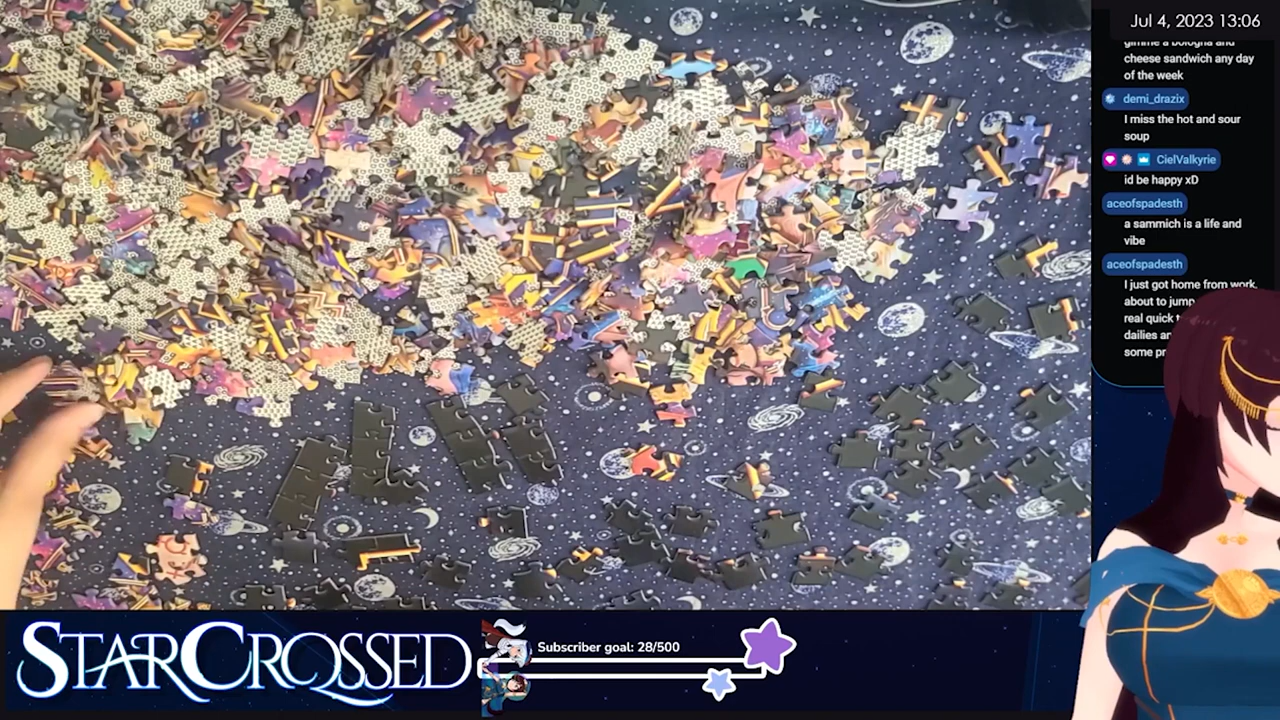 Jul 4, 2023 13:06
gimme a bologna and
cheese sandwich any day
of the week
demi_drazix
I miss the hot and sour
soup
CielValkyrie
id be happy xD
aceofspadesth
a sammich is a life and
vibe
aceofspadesth
I just got home from work,
about to jump
real quick
dailies
some
STARCROSSED
Subscriber goal: 28/500